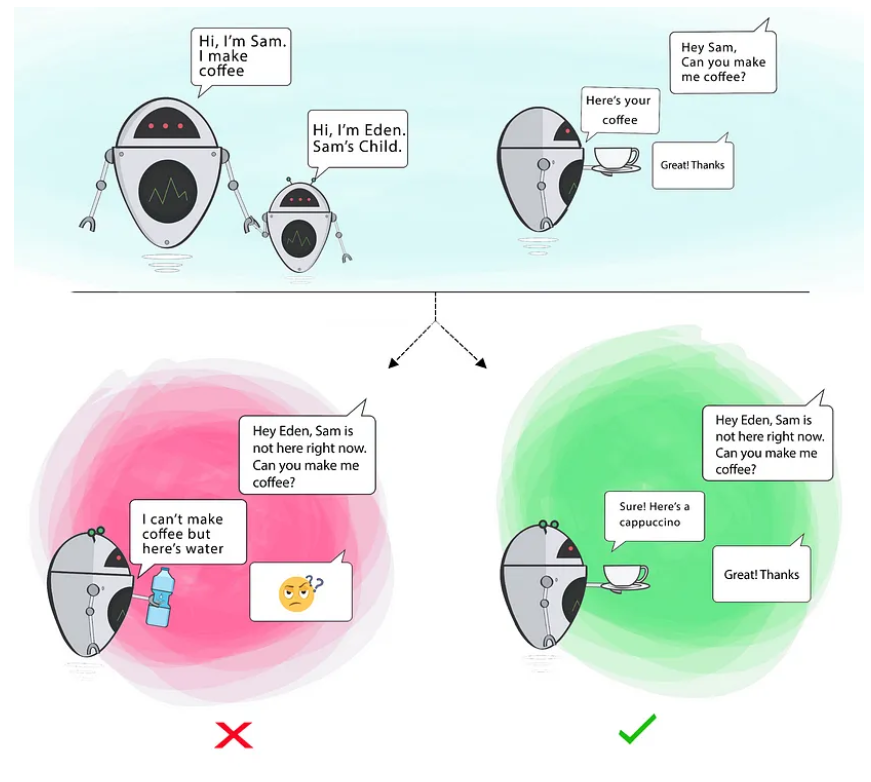 Hi, I'm Sam.
I make
coffee
Hi, I'm Eden.
Sam's Child.
Hey Sam,
Can you make
me coffee?
Here's your
coffee
Great! Thanks
Hey Eden, Sam is
not here right now.
Can you make me
coffee?
I can't make
coffee but
here's water
??
Hey Eden, Sam is
not here right now.
Can you make me
coffee?
Sure! Here's a
cappuccino
Great! Thanks